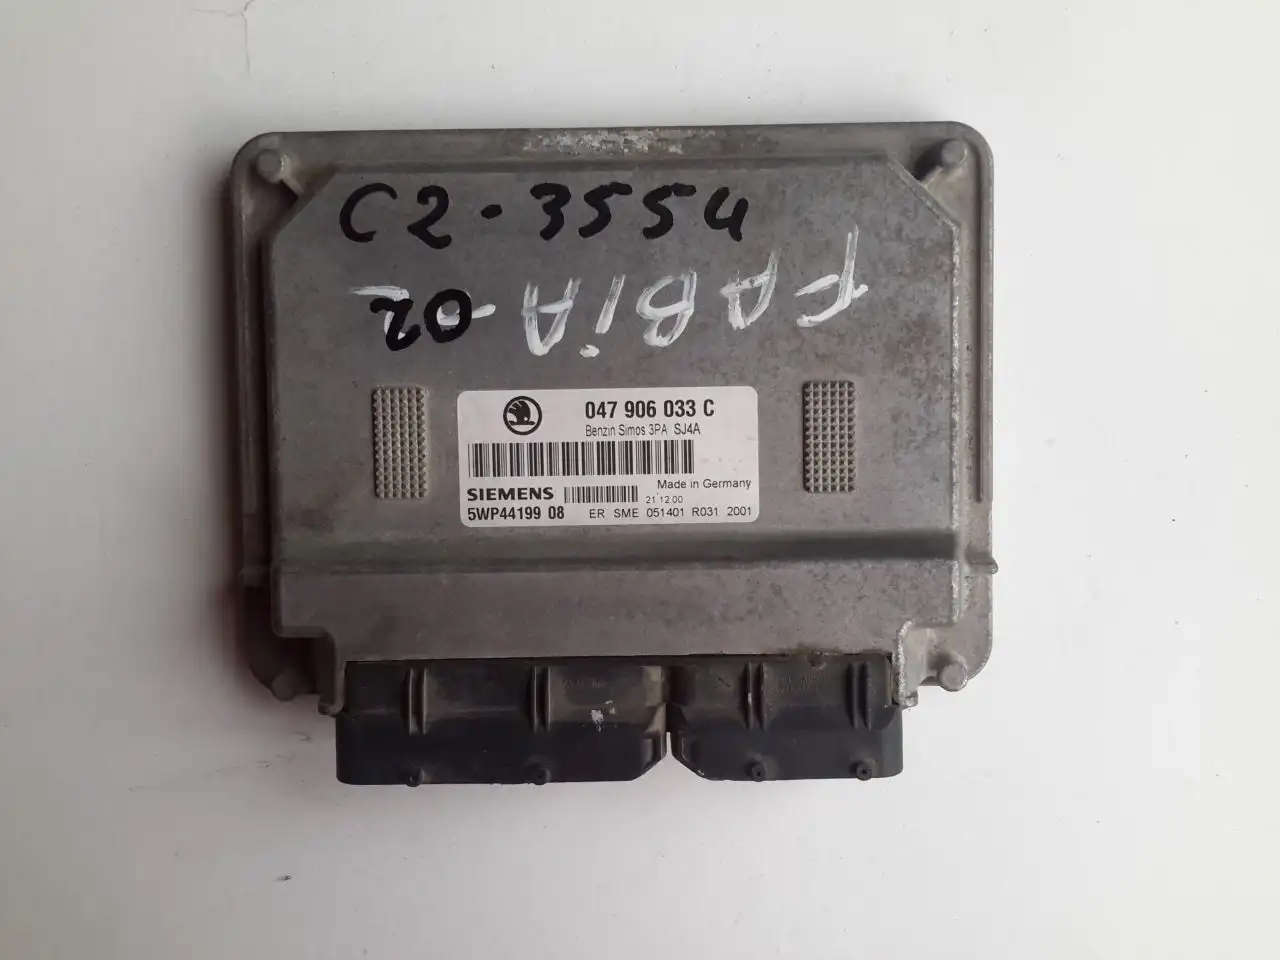 C2-3554
FABIA-
02
047 906 033 C
Benzin Simos 3PA SJ4A
Made in Germany
SIEMENS
21.12.00
5WP44199 08
ER SME 051401 R031 2001